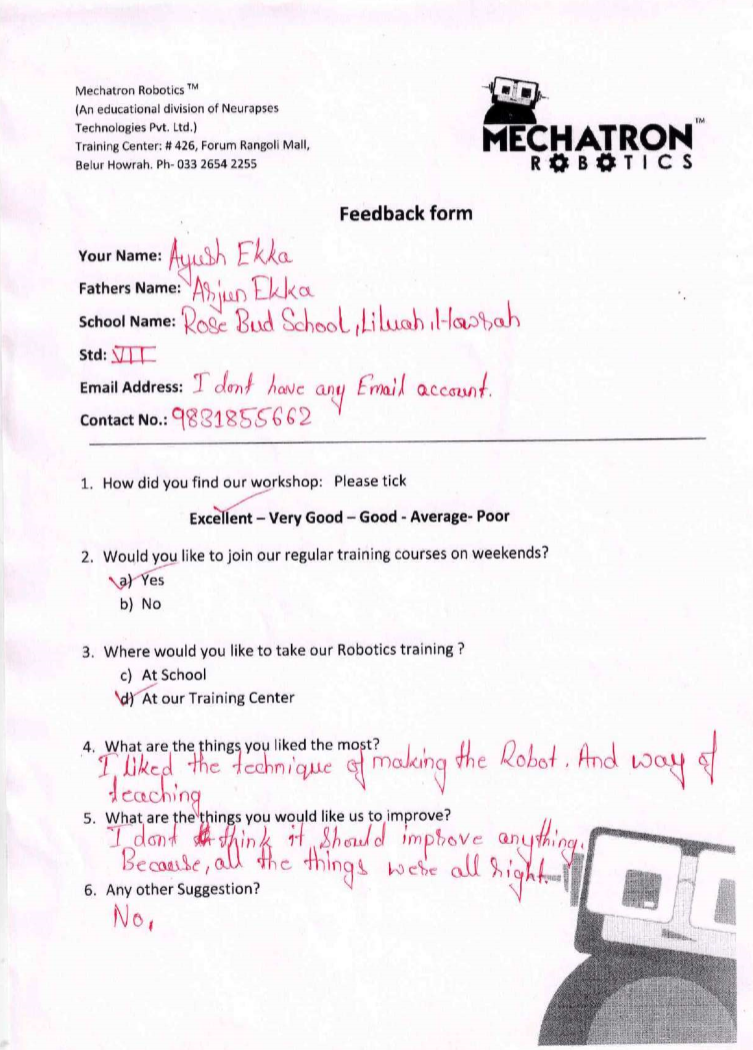 Mechatron Robotics ™
(An educational division of Neurapses
Technologies Pvt. Ltd.)
Training Center: # 426, Forum Rangoli Mall,
Belur Howrah. Ph- 033 2654 2255
MECHATRON™
ROBOTICS
Feedback form
Your Name: Ayush Ekka
Fathers Name: Arjun Ekka
School Name: Rose Bud School, Liluah, Howrah
Std: VII
Email Address: I dont have any Email account.
Contact No.: 9831855662
1. How did you find our workshop: Please tick
Excellent – Very Good – Good - Average- Poor
2. Would you like to join our regular training courses on weekends?
a) Yes
b) No
3. Where would you like to take our Robotics training ?
c) At School
d) At our Training Center
4. What are the things you liked the most?
I liked the technique of making the Robot. And way of
teaching
5. What are the things you would like us to improve?
I dont think it should improve anything.
Because, all the things were all right.
6. Any other Suggestion?
No,